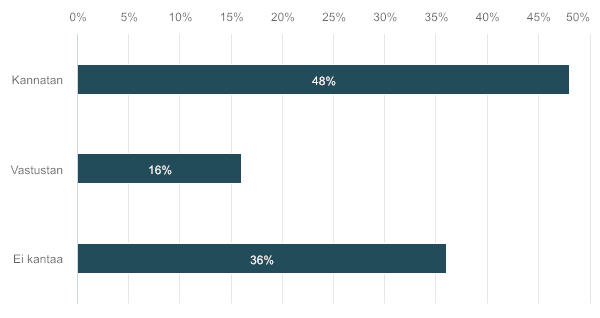 0% 5% 10% 15% 20% 25% 30% 35% 40% 45% 50%
Kannatan 48%
Vastustan 16%
Ei kantaa 36%